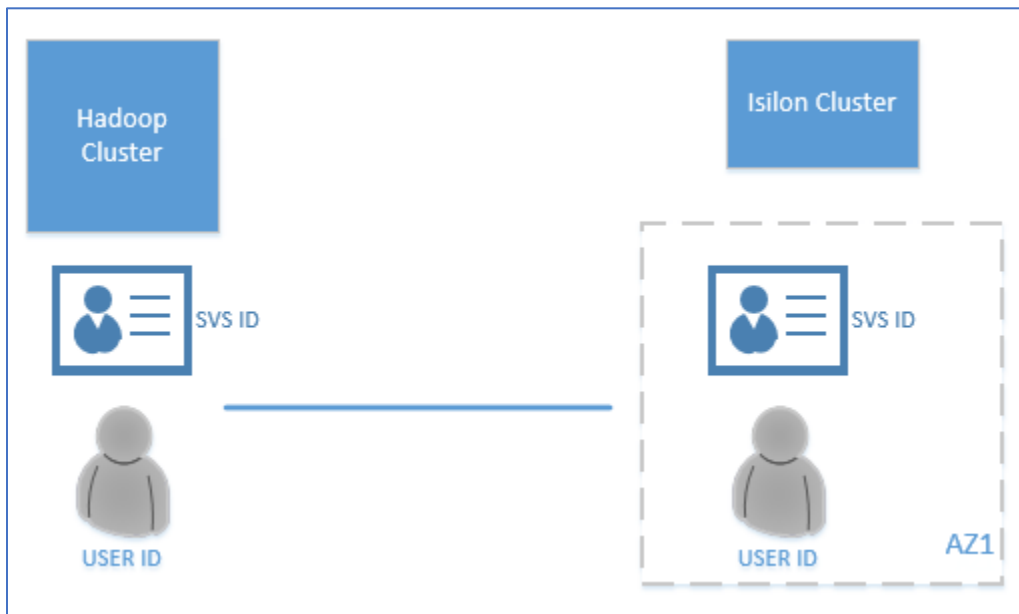 Hadoop
Cluster
Isilon Cluster
SVS ID
SVS ID
USER ID
USER ID
AZ1